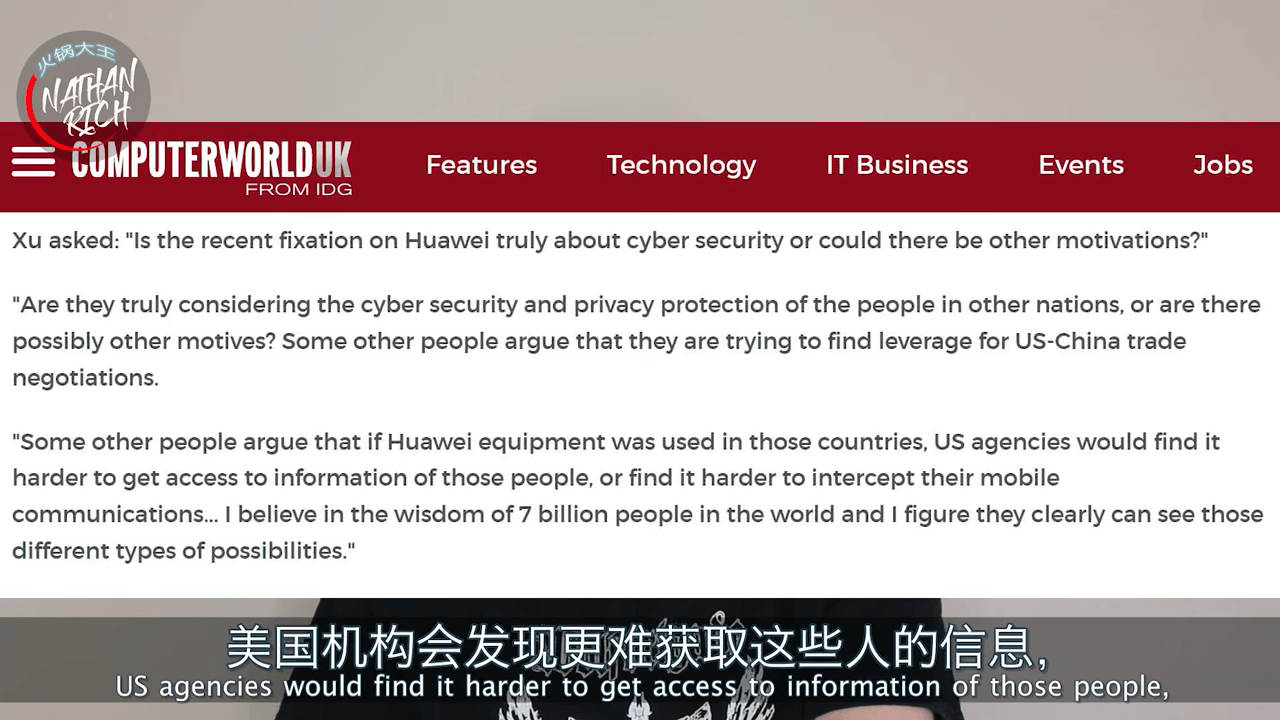 火锅大王
NATHAN
RICH
COMPUTERWORLDUK
FROM IDG
Features
Technology
IT Business
Events
Jobs
Xu asked: "Is the recent fixation on Huawei truly about cyber security or could there be other motivations?"
"Are they truly considering the cyber security and privacy protection of the people in other nations, or are there
possibly other motives? Some other people argue that they are trying to find leverage for US-China trade
negotiations.
"Some other people argue that if Huawei equipment was used in those countries, US agencies would find it
harder to get access to information of those people, or find it harder to intercept their mobile
communications... I believe in the wisdom of 7 billion people in the world and I figure they clearly can see those
different types of possibilities."
美国机构会发现更难获取这些人的信息，
US agencies would find it harder to get access to information of those people,